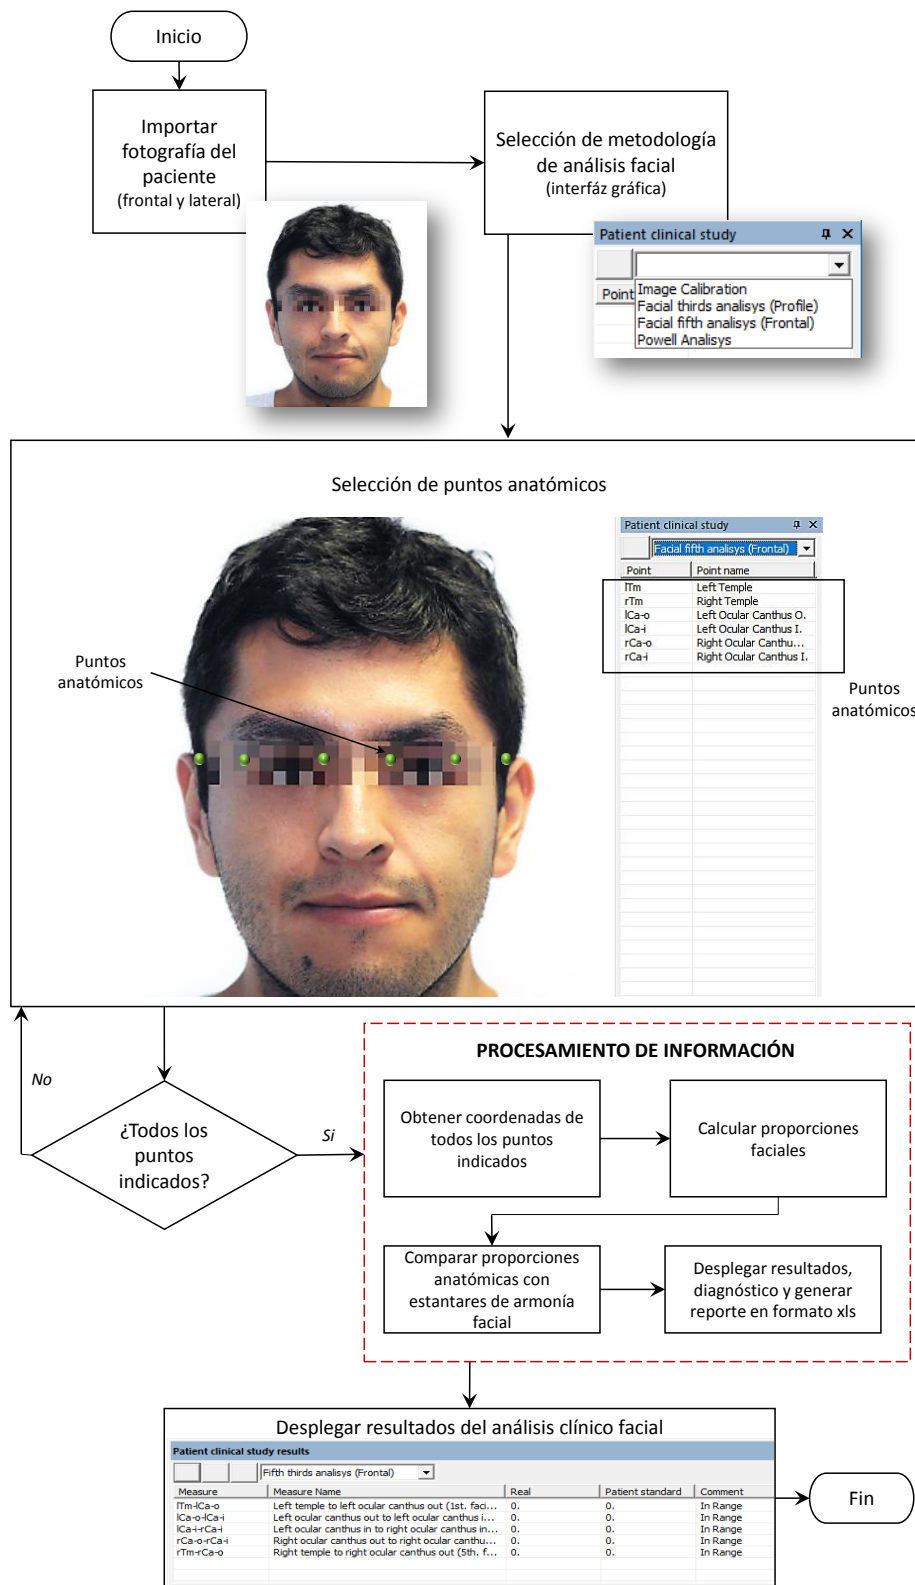 Inicio
Importar
fotografía del
paciente
(frontal y lateral)
Selección de metodología
de análisis facial
(interfáz gráfica)
Patient clinical study
Point
Image Calibration
Facial thirds analisys (Profile)
Facial fifth analisys (Frontal)
Powell Analisys
Selección de puntos anatómicos
Patient clinical study
Facial fifth analisys (Frontal)
Point Point name
lTm Left Temple
rTm Right Temple
lCa-o Left Ocular Canthus O.
lCa-i Left Ocular Canthus I.
rCa-o Right Ocular Canthu...
rCa-i Right Ocular Canthus I.
Puntos
anatómicos
Puntos
anatómicos
No
¿Todos los
puntos
indicados?
Si
PROCESAMIENTO DE INFORMACIÓN
Obtener coordenadas de
todos los puntos
indicados
Calcular proporciones
faciales
Comparar proporciones
anatómicas con
estantares de armonía
facial
Desplegar resultados,
diagnóstico y generar
reporte en formato xls
Desplegar resultados del análisis clínico facial
Patient clinical study results
Fifth thirds analisys (Frontal)
Measure Measure Name Real Patient standard Comment
lTm-lCa-o Left temple to left ocular canthus out (1st. faci... 0. 0. In Range
lCa-o-lCa-i Left ocular canthus out to left ocular canthus i... 0. 0. In Range
lCa-i-rCa-i Left ocular canthus in to right ocular canthus in... 0. 0. In Range
rCa-o-rCa-i Right ocular canthus out to right ocular canthu... 0. 0. In Range
rTm-rCa-o Right temple to right ocular canthus out (5th. f... 0. 0. In Range
Fin